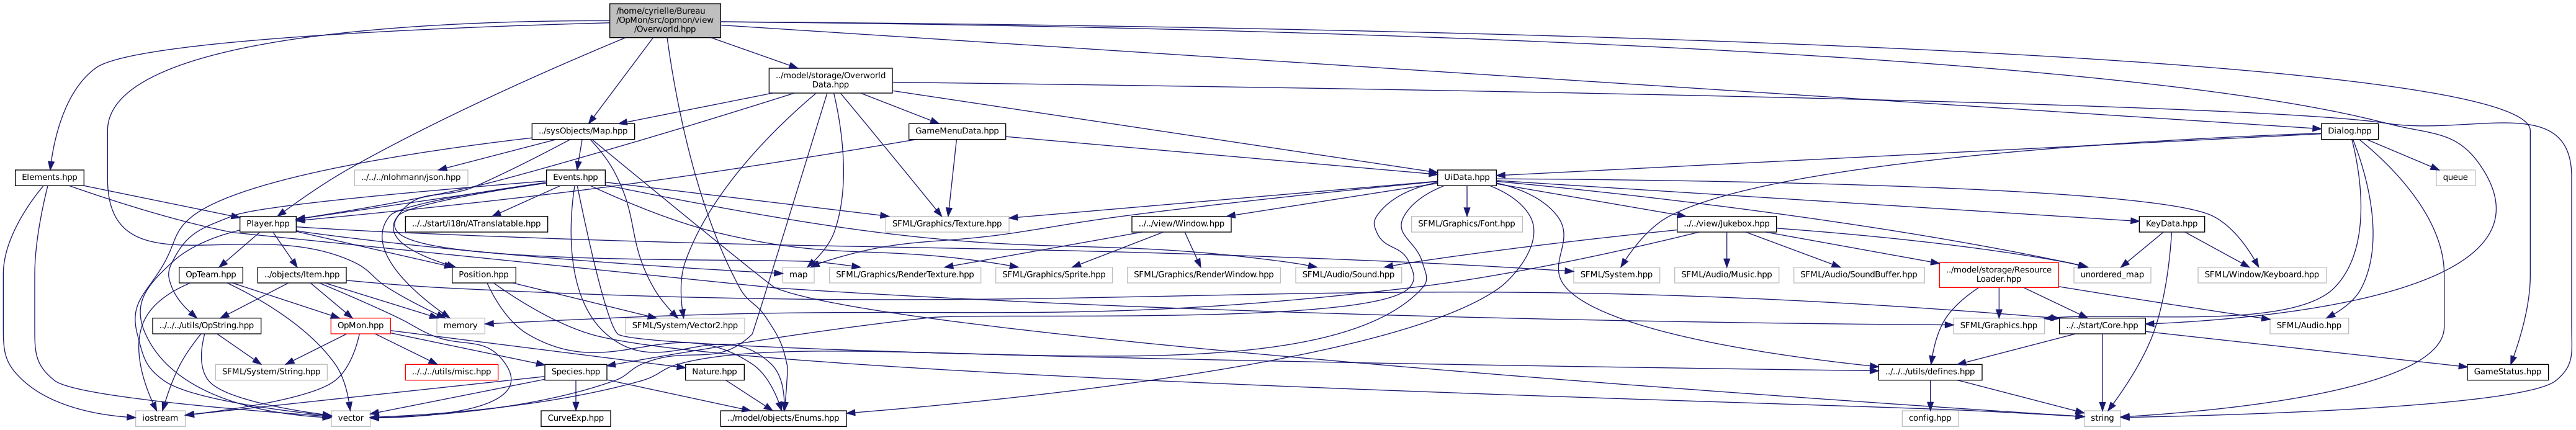 /home/cyrielle/Bureau
/OpMon/src/opmon/view
/Overworld.hpp
../model/storage/Overworld
Data.hpp
../sysObjects/Map.hpp
GameMenuData.hpp
Dialog.hpp
Elements.hpp
../../../nlohmann/json.hpp
Events.hpp
UiData.hpp
queue
Player.hpp
../../start/i18n/ATranslatable.hpp
SFML/Graphics/Texture.hpp
../../view/Window.hpp
SFML/Graphics/Font.hpp
../../view/Jukebox.hpp
KeyData.hpp
OpTeam.hpp
../objects/Item.hpp
Position.hpp
map
SFML/Graphics/RenderTexture.hpp
SFML/Graphics/Sprite.hpp
SFML/Graphics/RenderWindow.hpp
SFML/Audio/Sound.hpp
SFML/System.hpp
SFML/Audio/Music.hpp
SFML/Audio/SoundBuffer.hpp
../model/storage/Resource
Loader.hpp
unordered_map
SFML/Window/Keyboard.hpp
../../../utils/OpString.hpp
OpMon.hpp
memory
SFML/System/Vector2.hpp
SFML/Graphics.hpp
../../start/Core.hpp
SFML/Audio.hpp
SFML/System/String.hpp
../../../utils/misc.hpp
Species.hpp
Nature.hpp
../../../utils/defines.hpp
GameStatus.hpp
iostream
vector
CurveExp.hpp
../model/objects/Enums.hpp
config.hpp
string